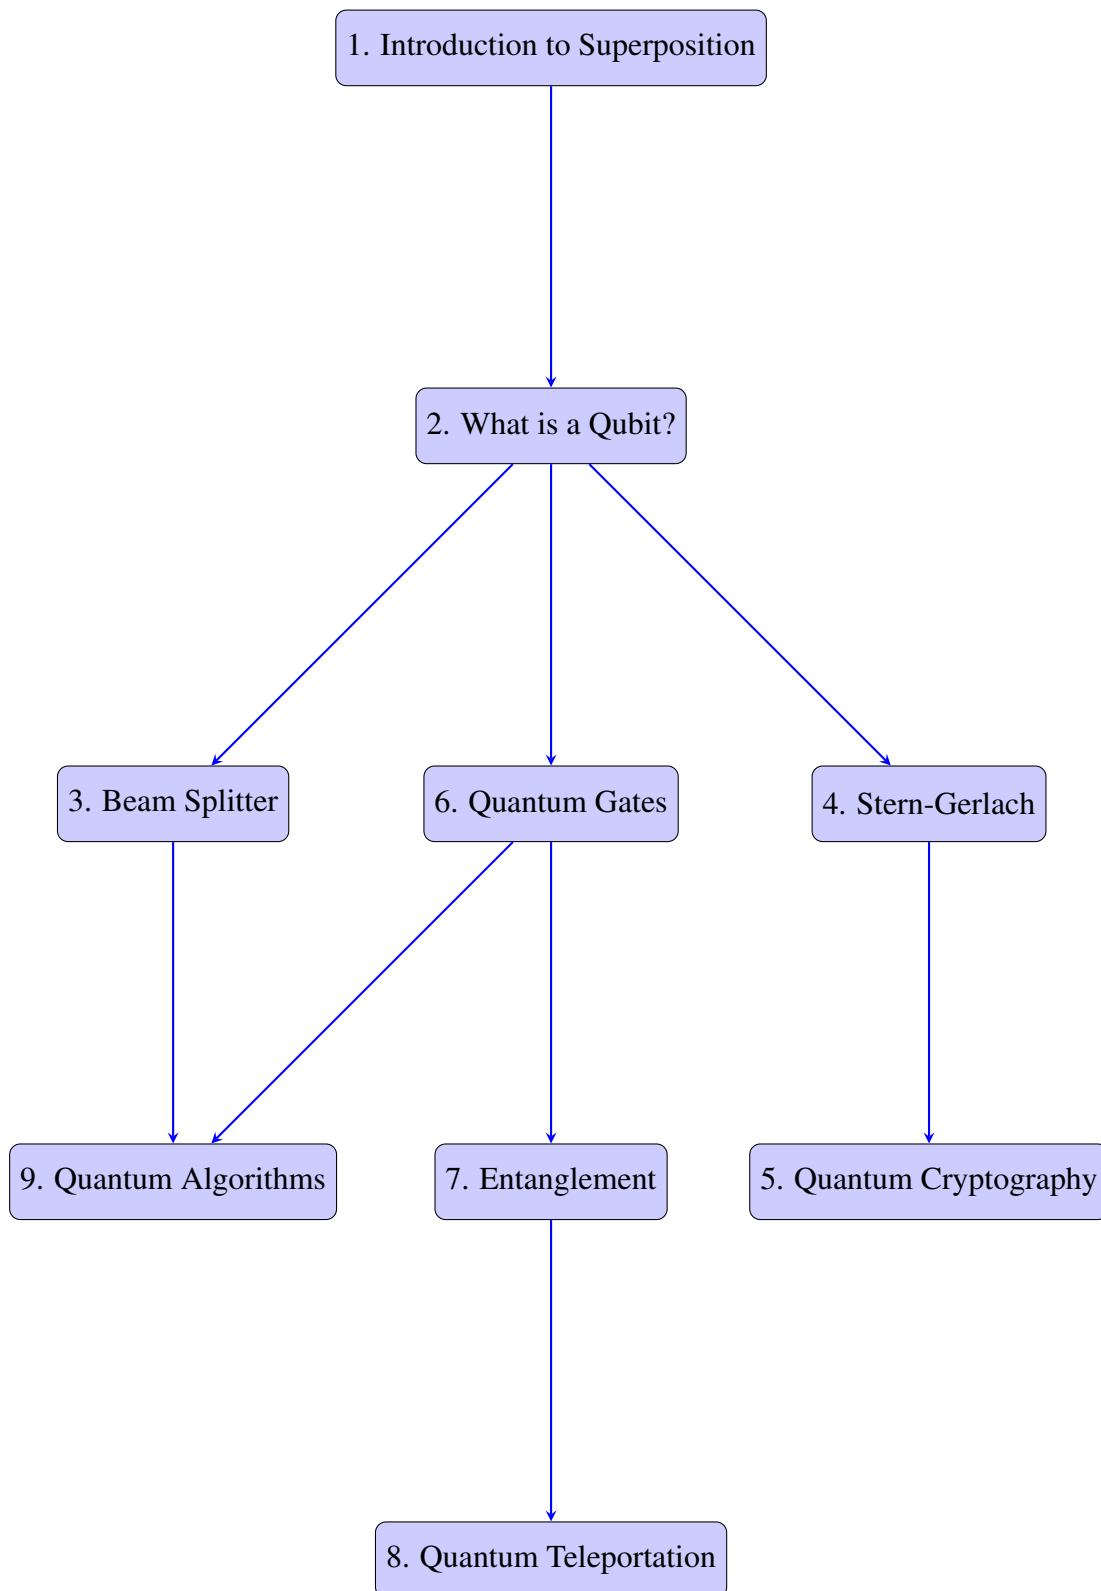 1. Introduction to Superposition
2. What is a Qubit?
3. Beam Splitter
6. Quantum Gates
4. Stern-Gerlach
9. Quantum Algorithms
7. Entanglement
5. Quantum Cryptography
8. Quantum Teleportation